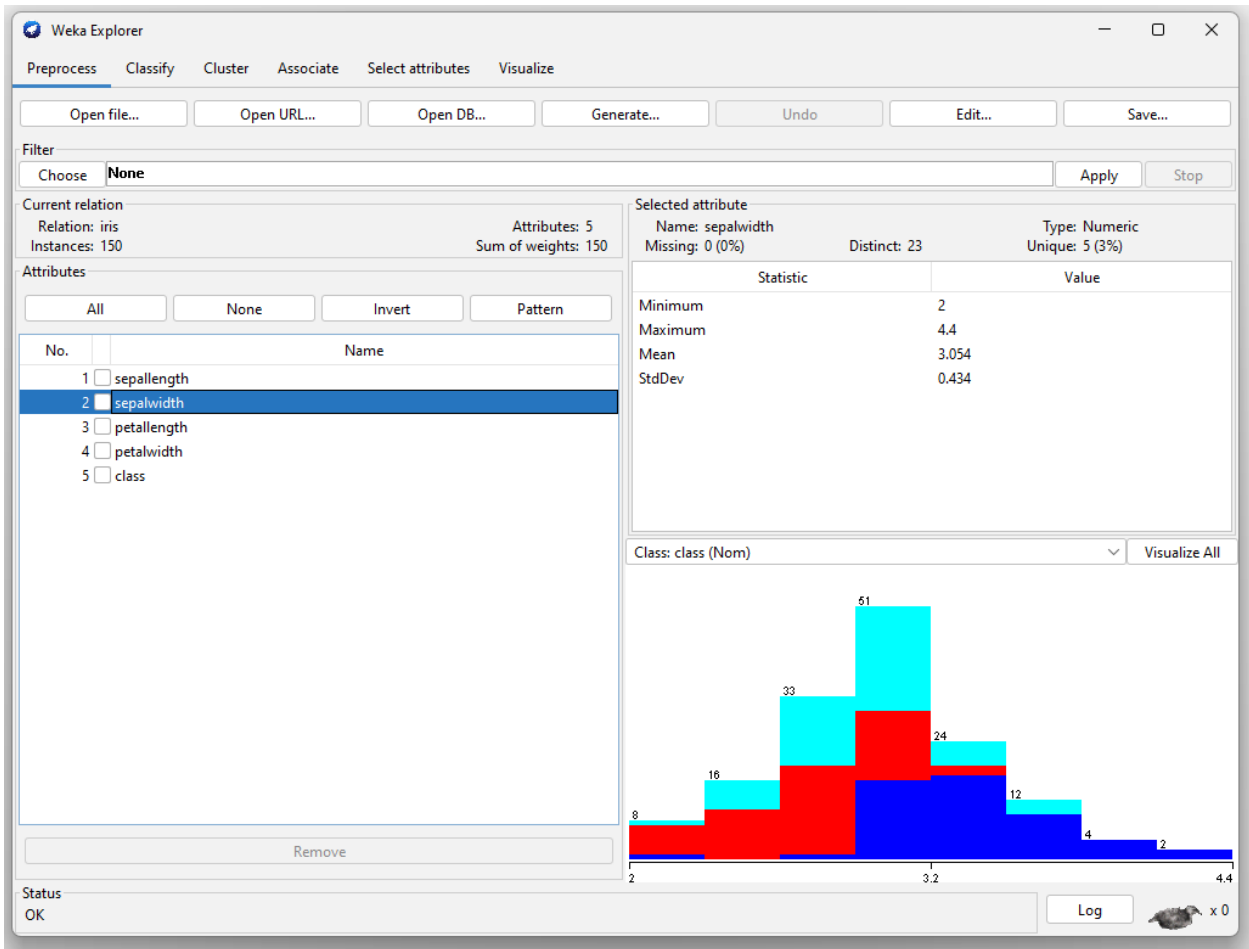 Weka Explorer
Preprocess Classify Cluster Associate Select attributes Visualize
Open file... Open URL... Open DB... Generate... Undo Edit... Save...
Filter
Choose None Apply Stop
Current relation
Relation: iris Attributes: 5
Instances: 150 Sum of weights: 150
Attributes
All None Invert Pattern
No. Name
1 sepallength
2 sepalwidth
3 petallength
4 petalwidth
5 class
Remove
Selected attribute
Name: sepalwidth Type: Numeric
Missing: 0 (0%) Distinct: 23 Unique: 5 (3%)
Statistic Value
Minimum 2
Maximum 4.4
Mean 3.054
StdDev 0.434
Class: class (Nom) Visualize All
8 16 33 51 24 12 4 2
2 3.2 4.4
Status
OK
Log x 0